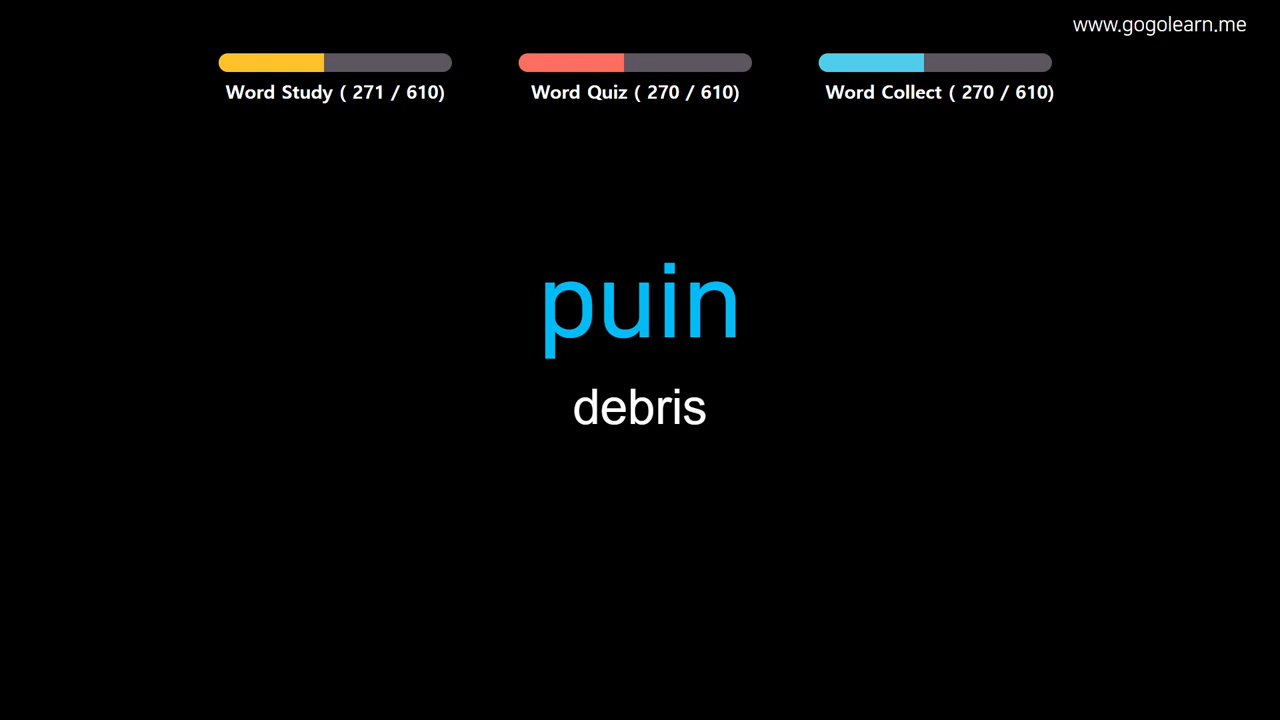 www.gogolearn.me
Word Study ( 271 / 610)
Word Quiz ( 270 / 610)
Word Collect ( 270 / 610)
puin
debris